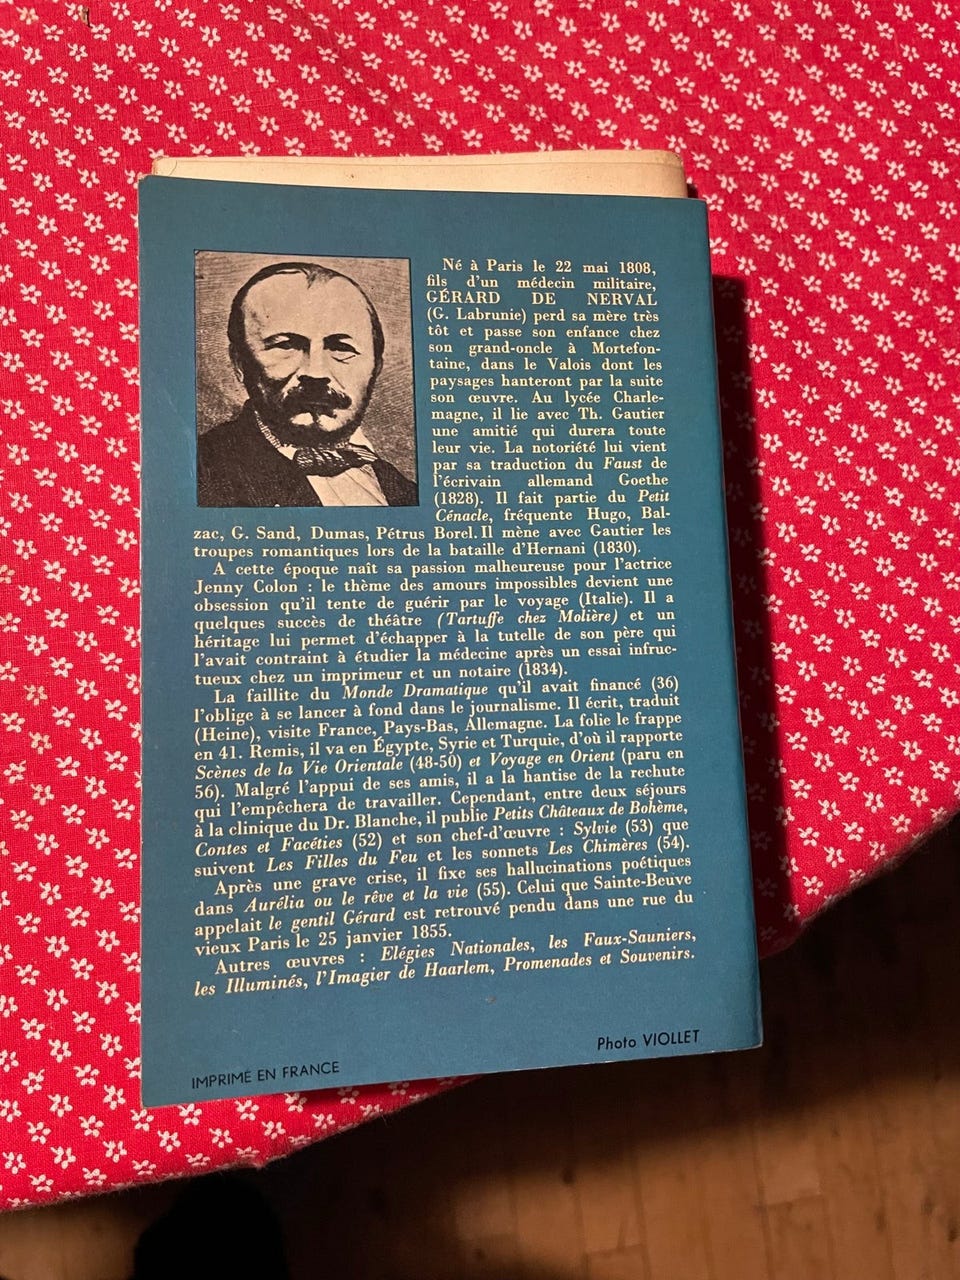 Né à Paris le 22 mai 1808,
fils d'un médecin militaire,
GÉRARD DE NERVAL
(G. Labrunie) perd sa mère très
tôt et passe son enfance chez
son grand-oncle à Mortefon-
taine, dans le Valois dont les
paysages hanteront par la suite
son œuvre. Au lycée Charle-
magne, il lie avec Th. Gautier
une amitié qui durera toute
leur vie. La notoriété lui vient
par sa traduction du Faust de
l'écrivain allemand Goethe
(1828). Il fait partie du Petit
Cénacle, fréquente Hugo, Bal-
zac, G. Sand, Dumas, Pétrus Borel. Il mène avec Gautier les
troupes romantiques lors de la bataille d'Hernani (1830).
A cette époque naît sa passion malheureuse pour l'actrice
Jenny Colon : le thème des amours impossibles devient une
obsession qu'il tente de guérir par le voyage (Italie). Il a
quelques succès de théâtre (Tartuffe chez Molière) et un
héritage lui permet d'échapper à la tutelle de son père qui
l'avait contraint à étudier la médecine après un essai infruc-
tueux chez un imprimeur et un notaire (1834).
La faillite du Monde Dramatique qu'il avait financé (36)
l'oblige à se lancer à fond dans le journalisme. Il écrit, traduit
(Heine), visite France, Pays-Bas, Allemagne. La folie le frappe
en 41. Remis, il va en Égypte, Syrie et Turquie, d'où il rapporte
Scènes de la Vie Orientale (48-50) et Voyage en Orient (paru en
56). Malgré l'appui de ses amis, il a la hantise de la rechute
qui l'empêchera de travailler. Cependant, entre deux séjours
à la clinique du Dr. Blanche, il publie Petits Châteaux de Bohème,
Contes et Facéties (52) et son chef-d'œuvre : Sylvie (53) que
suivent Les Filles du Feu et les sonnets Les Chimères (54).
Après une grave crise, il fixe ses hallucinations poétiques
dans Aurélia ou le rêve et la vie (55). Celui que Sainte-Beuve
appelait le gentil Gérard est retrouvé pendu dans une rue du
vieux Paris le 25 janvier 1855.
Autres œuvres : Elégies Nationales, les Faux-Sauniers,
les Illuminés, l'Imagier de Haarlem, Promenades et Souvenirs.
Photo VIOLLET
IMPRIMÉ EN FRANCE